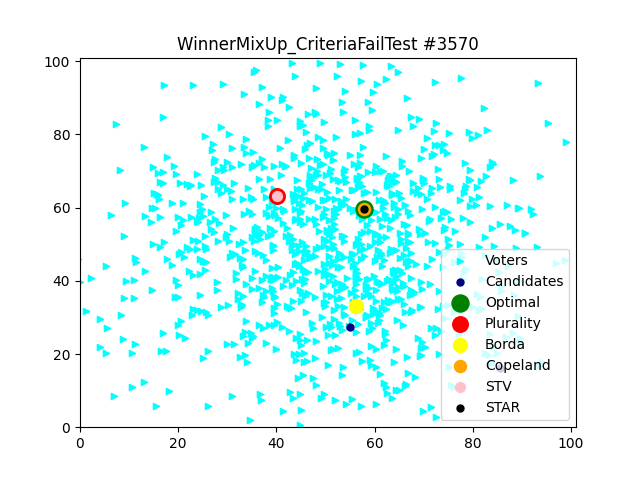 WinnerMixUp_CriteriaFailTest #3570
100
80
60
40
20
0
0 20 40 60 80 100
Voters
Candidates
Optimal
Plurality
Borda
Copeland
STV
STAR